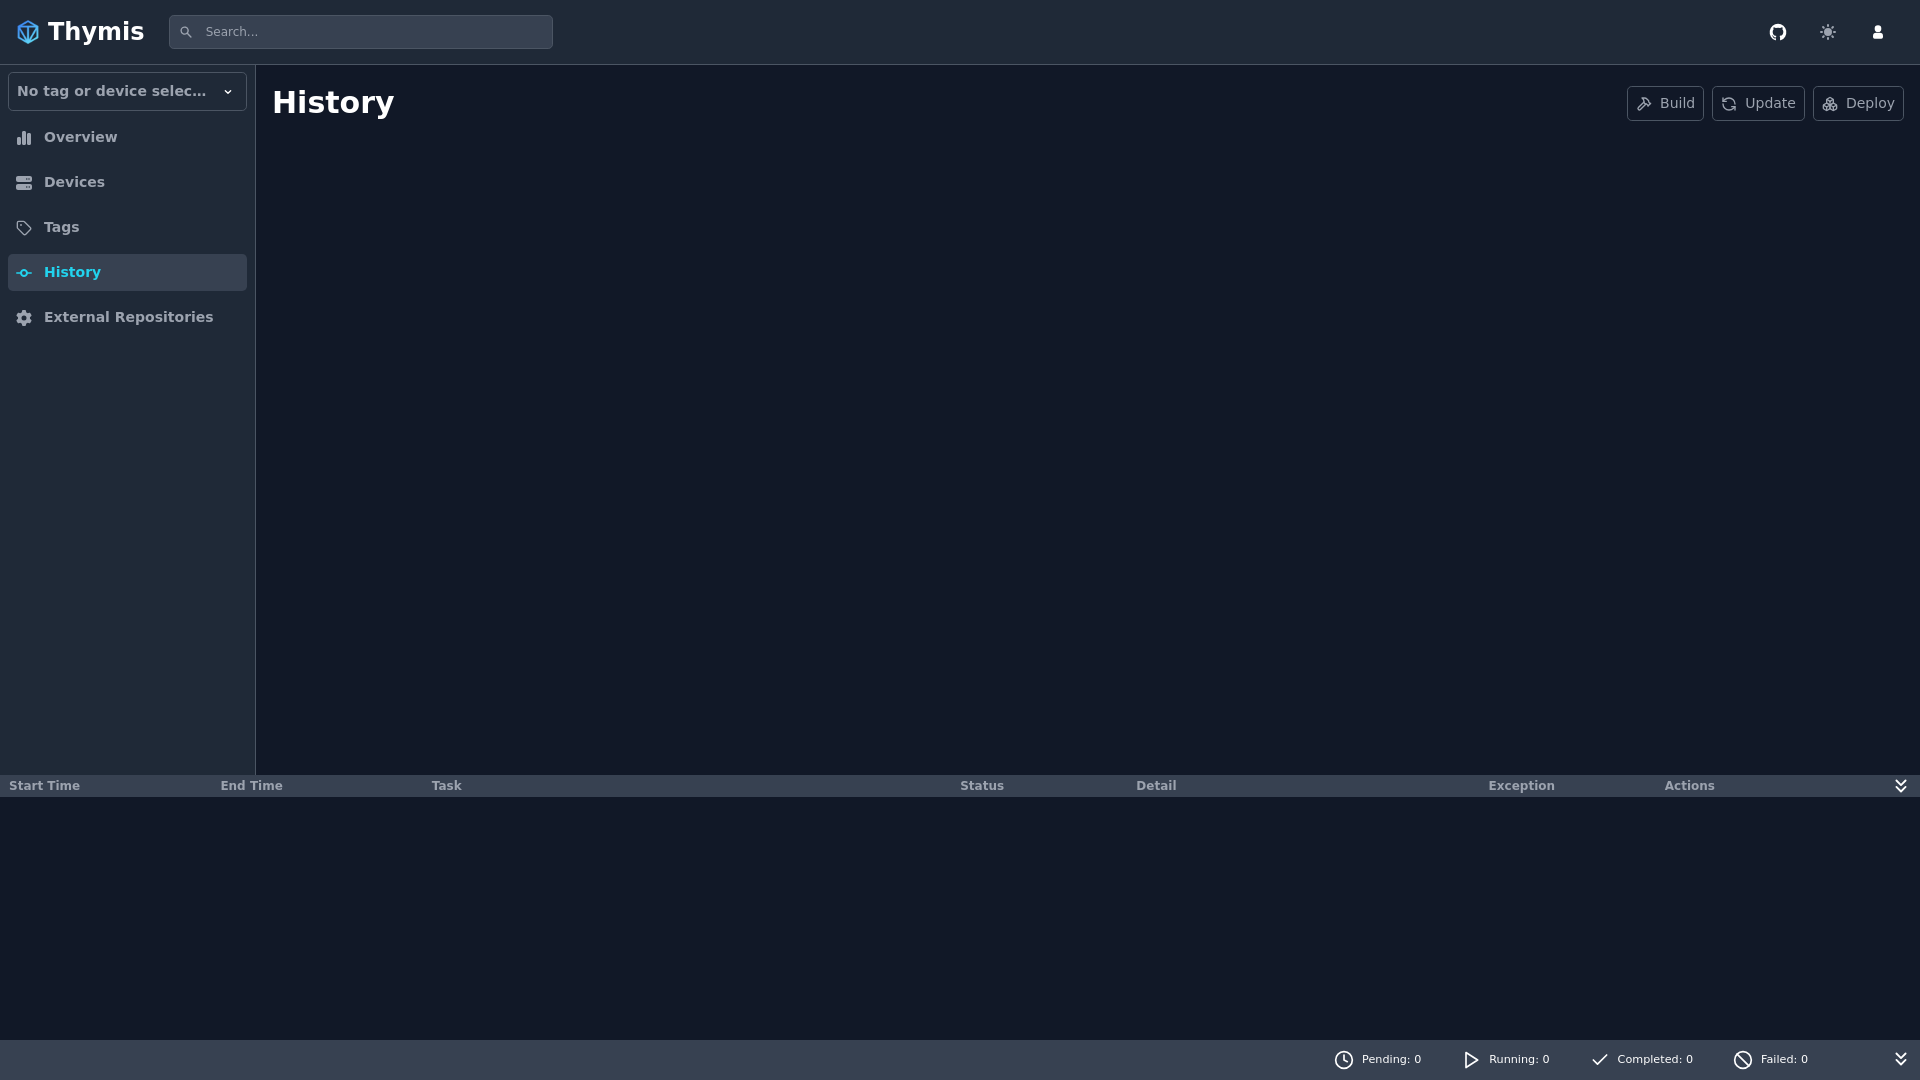 Thymis
Search...
No tag or device selec...
Overview
Devices
Tags
History
External Repositories
History
Build
Update
Deploy
Start Time End Time Task Status Detail Exception Actions
Pending: 0 Running: 0 Completed: 0 Failed: 0